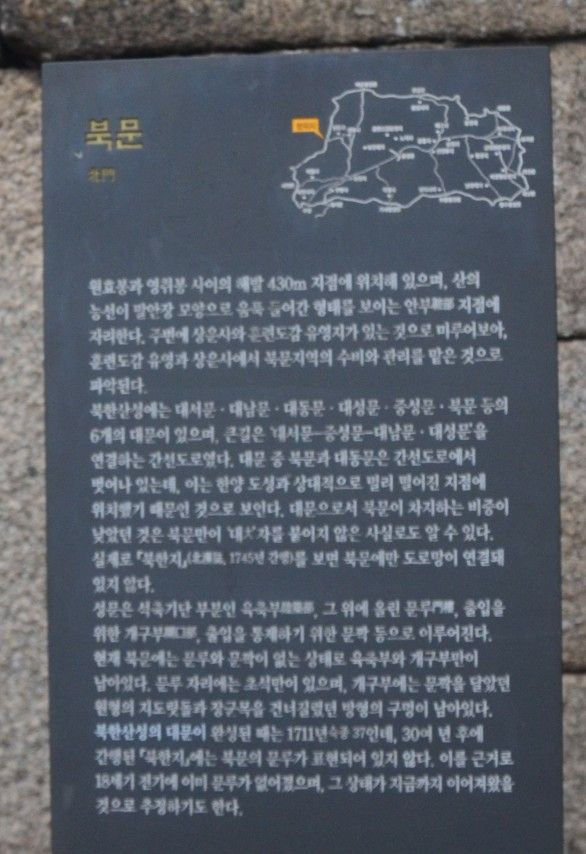 북문
北門
현위치
원효봉과 영취봉 사이의 해발 430m 지점에 위치해 있으며, 산의
능선이 말안장 모양으로 움푹 들어간 형태를 보이는 안부鞍部 지점에
자리한다. 주변에 상운사와 훈련도감 유영지가 있는 것으로 미루어보아,
훈련도감 유영과 상운사에서 북문지역의 수비와 관리를 맡은 것으로
파악된다.
북한산성에는 대서문·대남문·대동문·대성문·중성문·북문 등의
6개의 대문이 있으며, 큰길은 '대서문–중성문–대남문·대성문'을
연결하는 간선도로였다. 대문 중 북문과 대동문은 간선도로에서
벗어나 있는데, 이는 한양 도성과 상대적으로 멀리 떨어진 지점에
위치했기 때문인 것으로 보인다. 대문으로서 북문이 차지하는 비중이
낮았던 것은 북문만이 '대大'자를 붙이지 않은 사실로도 알 수 있다.
실제로 『북한지』(北漢誌, 1745년 간행)를 보면 북문에만 도로망이 연결돼
있지 않다.
성문은 석축기단 부분인 육축부陸築部, 그 위에 올린 문루門樓, 출입을
위한 개구부開口部, 출입을 통제하기 위한 문짝 등으로 이루어진다.
현재 북문에는 문루와 문짝이 없는 상태로 육축부와 개구부만이
남아있다. 문루 자리에는 초석만이 있으며, 개구부에는 문짝을 달았던
원형의 지도릿돌과 장군목을 건너질렀던 방형의 구멍이 남아있다.
북한산성의 대문이 완성된 때는 1711년숙종 37인데, 30여 년 후에
간행된 『북한지』에는 북문의 문루가 표현되어 있지 않다. 이를 근거로
18세기 전기에 이미 문루가 없어졌으며, 그 상태가 지금까지 이어져왔을
것으로 추정하기도 한다.